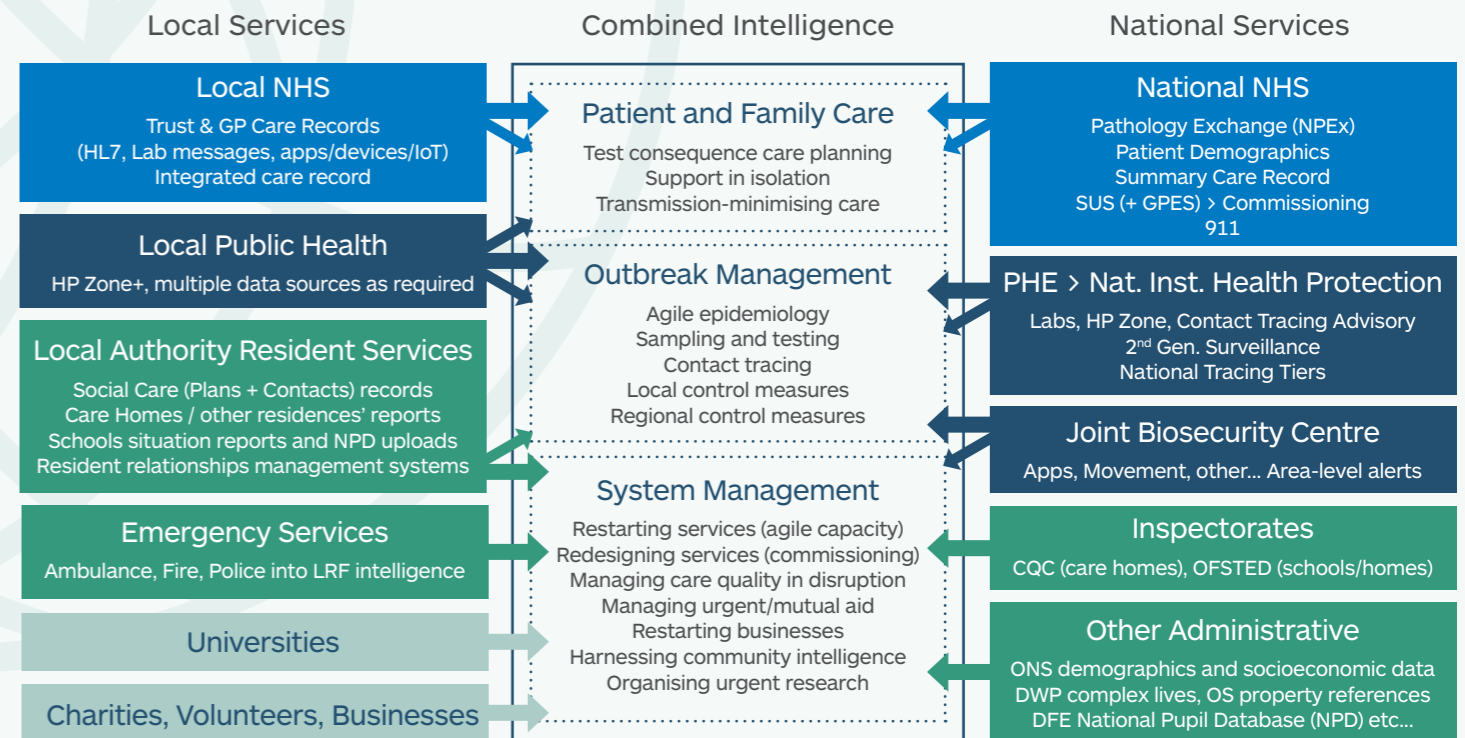 Local Services
Local NHS
Trust & GP Care Records
(HL7, Lab messages, apps/devices/IoT)
Integrated care record
Local Public Health
HP Zone+, multiple data sources as required
Local Authority Resident Services
Social Care (Plans + Contacts) records
Care Homes / other residences’ reports
Schools situation reports and NPD uploads
Resident relationships management systems
Emergency Services
Ambulance, Fire, Police into LRF intelligence
Universities
Charities, Volunteers, Businesses
Combined Intelligence
Patient and Family Care
Test consequence care planning
Support in isolation
Transmission-minimising care
Outbreak Management
Agile epidemiology
Sampling and testing
Contact tracing
Local control measures
Regional control measures
System Management
Restarting services (agile capacity)
Redesigning services (commissioning)
Managing care quality in disruption
Managing urgent/mutual aid
Restarting businesses
Harnessing community intelligence
Organising urgent research
National Services
National NHS
Pathology Exchange (NPEx)
Patient Demographics
Summary Care Record
SUS (+ GPES) > Commissioning
911
PHE > Nat. Inst. Health Protection
Labs, HP Zone, Contact Tracing Advisory
2nd Gen. Surveillance
National Tracing Tiers
Joint Biosecurity Centre
Apps, Movement, other... Area-level alerts
Inspectorates
CQC (care homes), OFSTED (schools/homes)
Other Administrative
ONS demographics and socioeconomic data
DWP complex lives, OS property references
DFE National Pupil Database (NPD) etc...